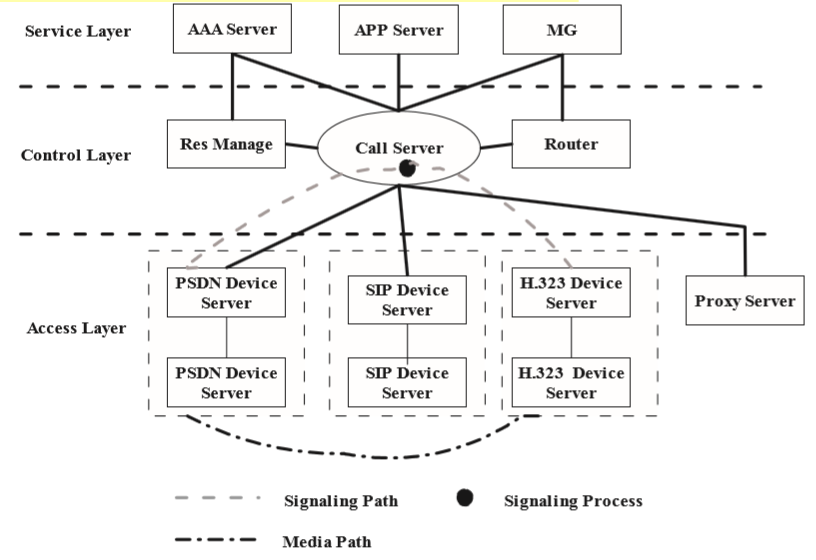 Service Layer
AAA Server
APP Server
MG
Control Layer
Res Manage
Call Server
Router
Access Layer
PSDN Device
Server
SIP Device
Server
H.323 Device
Server
Proxy Server
PSDN Device
Server
SIP Device
Server
H.323 Device
Server
Signaling Path
Signaling Process
Media Path